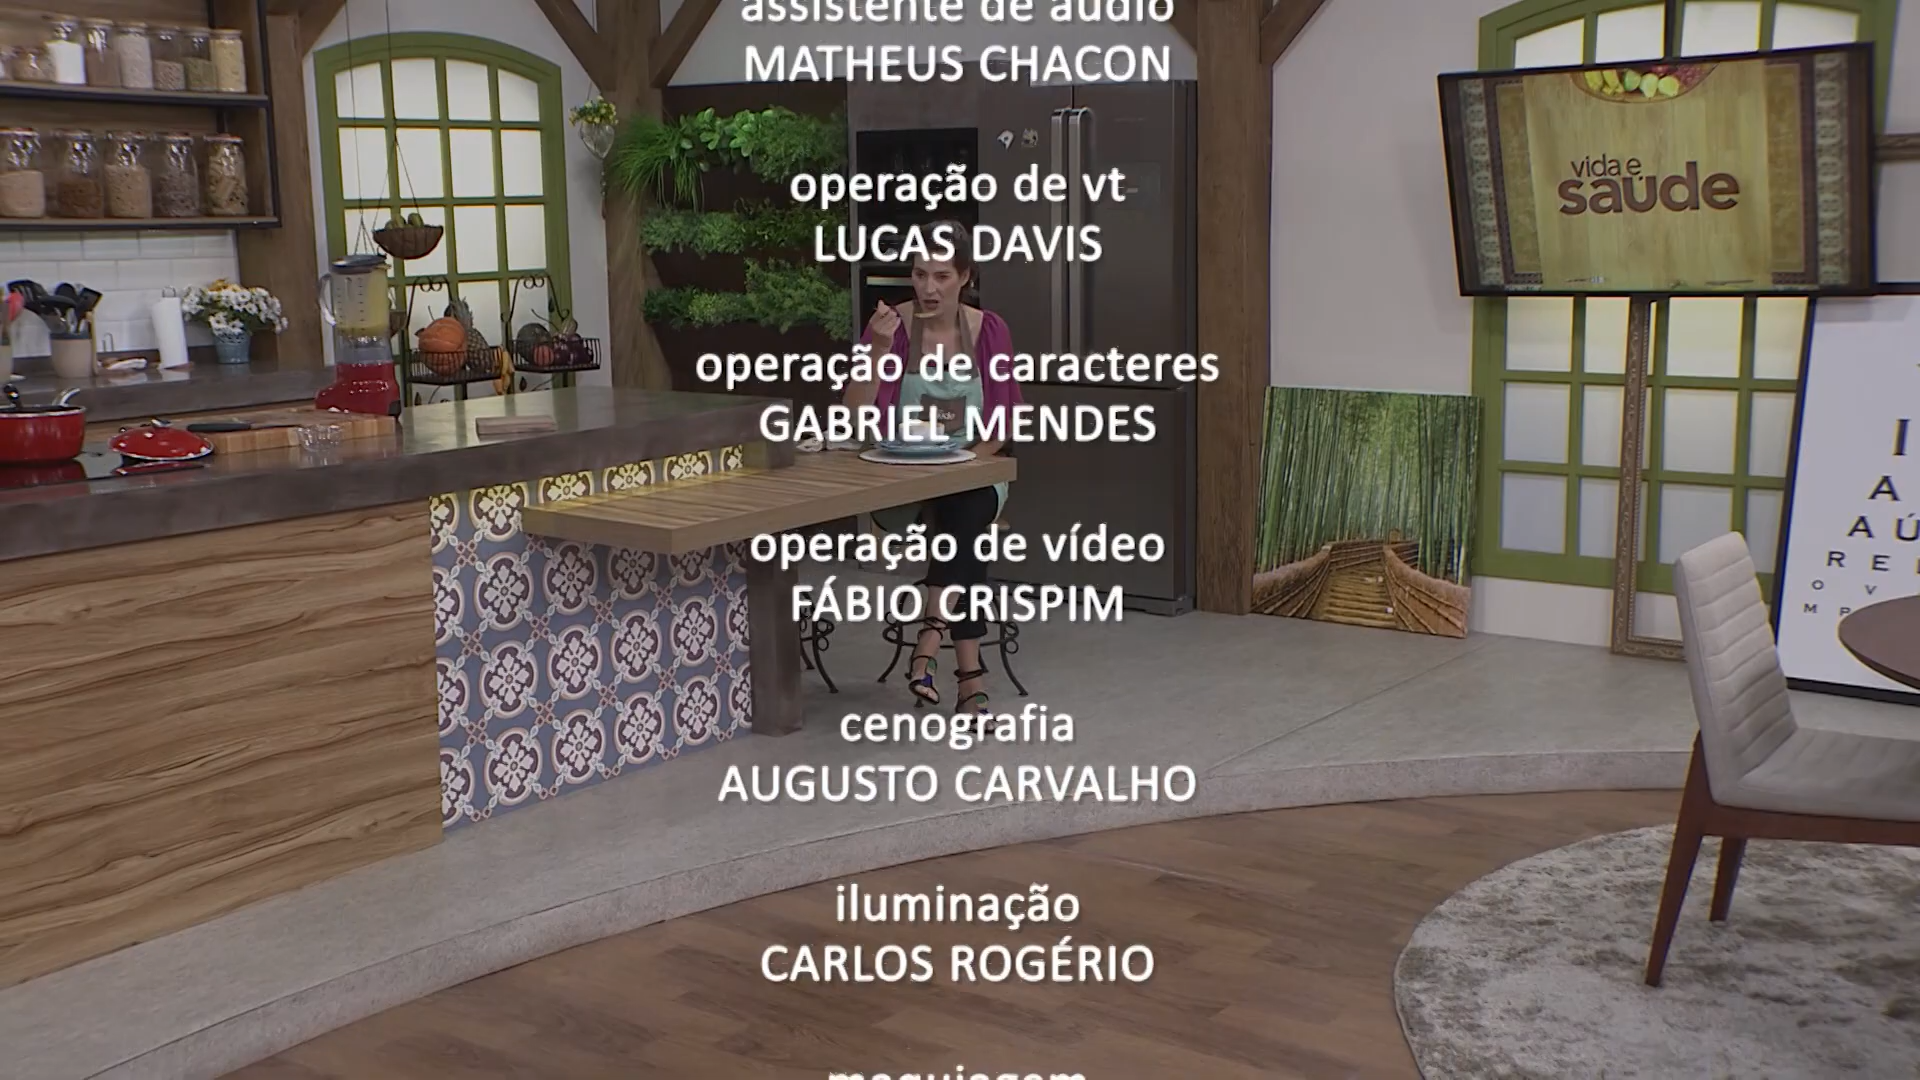 assistente de áudio
MATHEUS CHACON
operação de vt
LUCAS DAVIS
operação de caracteres
GABRIEL MENDES
operação de vídeo
FÁBIO CRISPIM
cenografia
AUGUSTO CARVALHO
iluminação
CARLOS ROGÉRIO
maquiagem
vida e
saúde
I
A
A Ú
R E
O V
M P